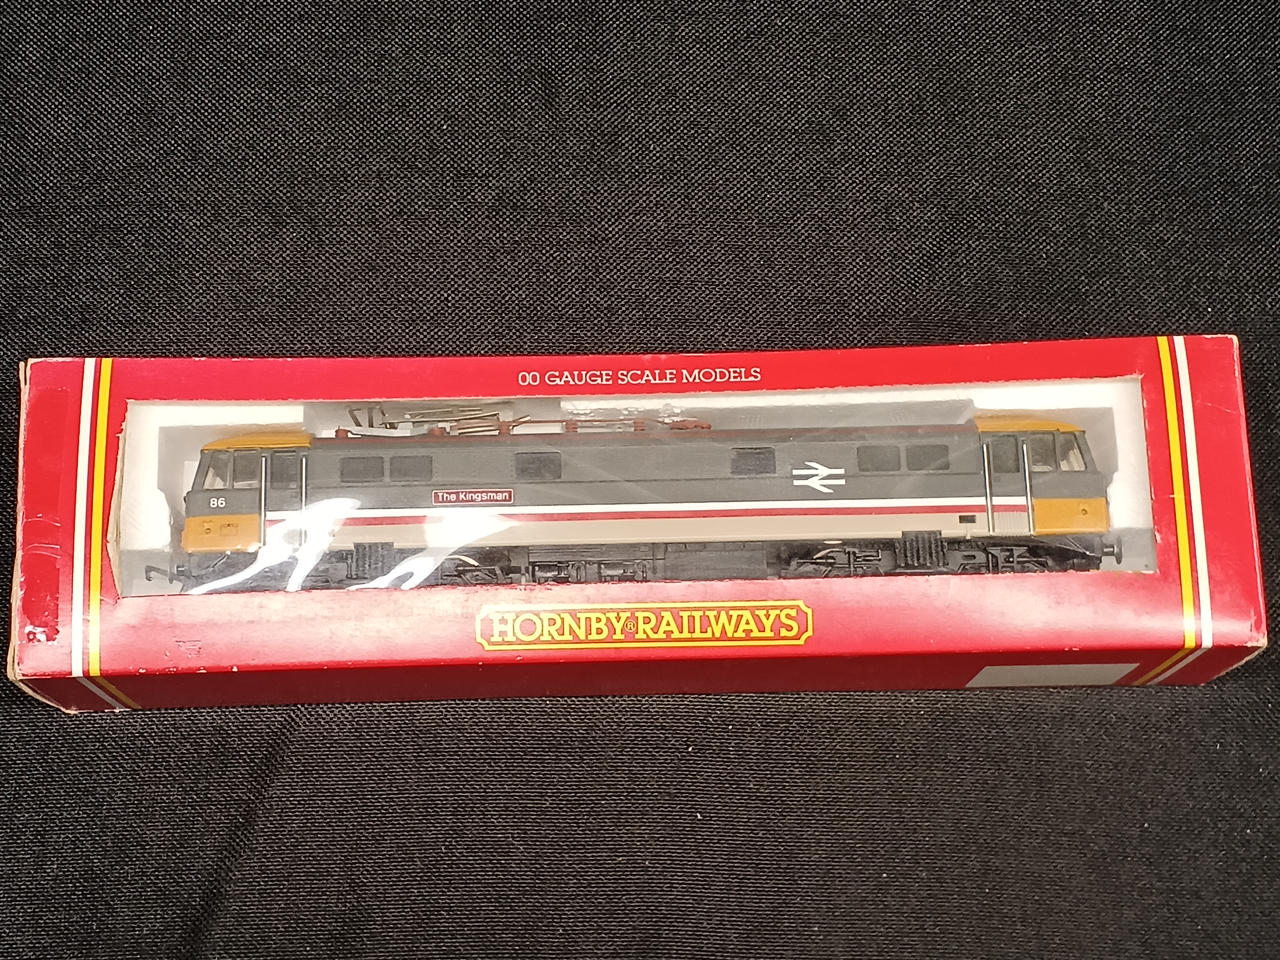 00 GAUGE SCALE MODELS
86
The Kingsman
HORNBY® RAILWAYS